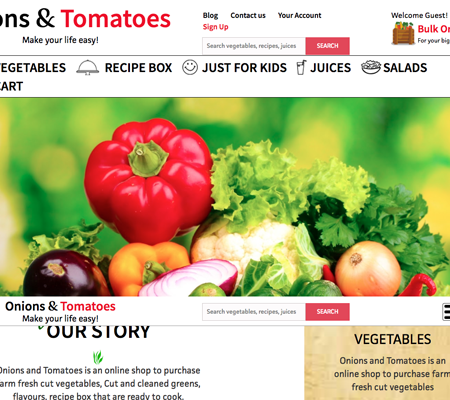 ons & Tomatoes
Make your life easy!
Blog Contact us Your Account
Sign Up
Search vegetables, recipes, juices SEARCH
Welcome Guest!
Bulk Or
For your big
VEGETABLES RECIPE BOX JUST FOR KIDS JUICES SALADS
CART
Onions & Tomatoes
Make your life easy!
Search vegetables, recipes, juices SEARCH
OUR STORY
Onions and Tomatoes is an online shop to purchase
farm fresh cut vegetables, Cut and cleaned greens,
flavours, recipe box that are ready to cook.
VEGETABLES
Onions and Tomatoes is an
online shop to purchase farm
fresh cut vegetables